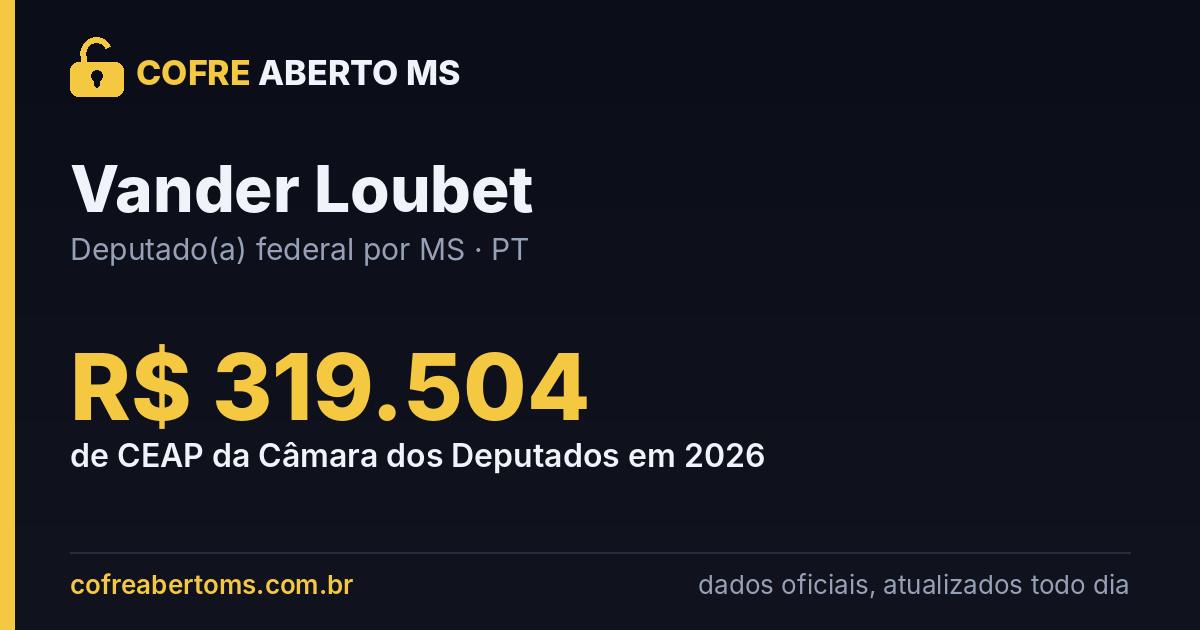 COFRE ABERTO MS
Vander Loubet
Deputado(a) federal por MS · PT
R$ 319.504
de CEAP da Câmara dos Deputados em 2026
cofreabertoms.com.br
dados oficiais, atualizados todo dia